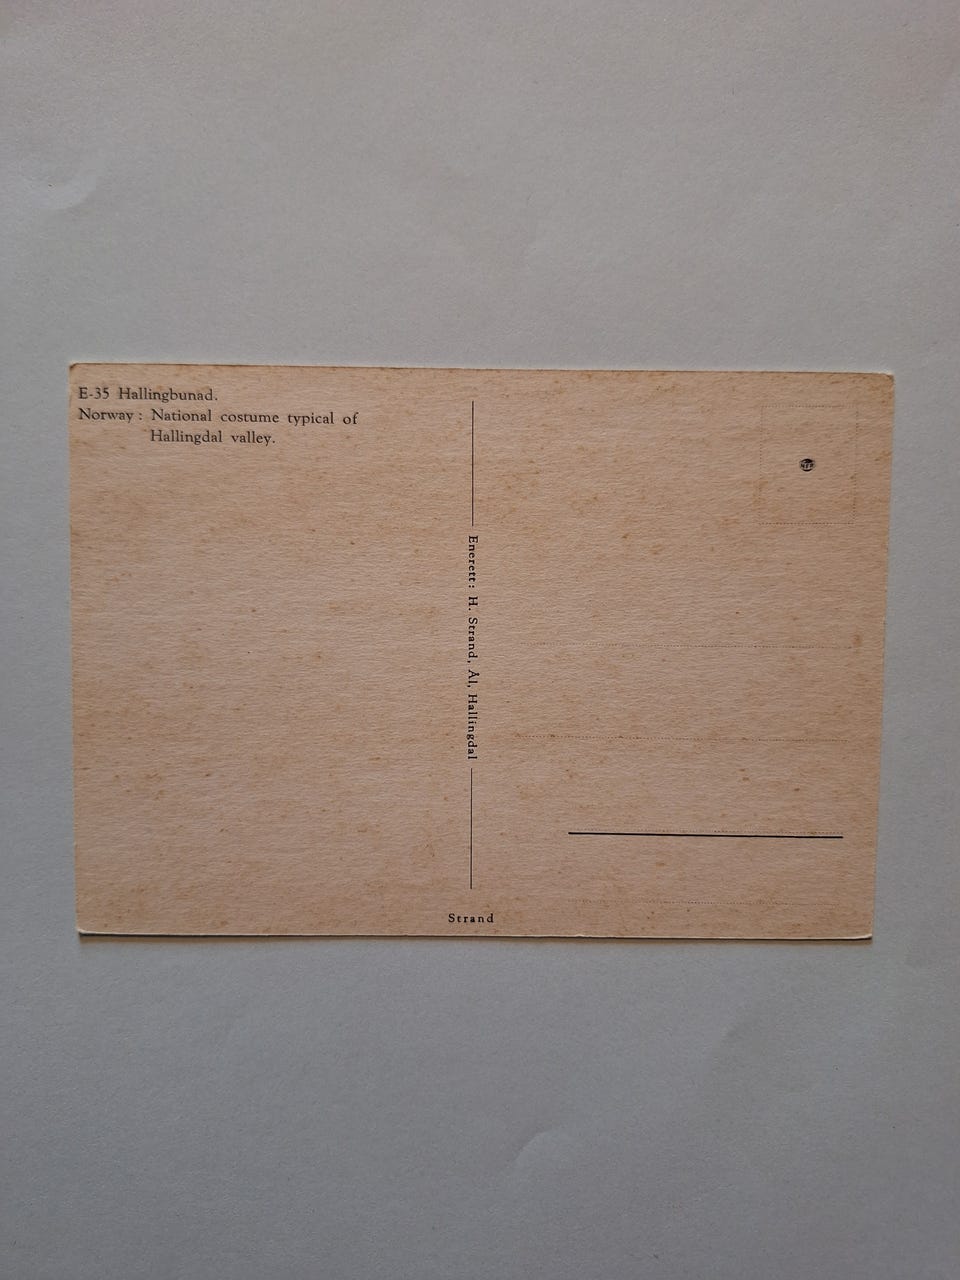 E-35 Hallingbunad.
Norway : National costume typical of
Hallingdal valley.
Enerett : H. Strand, Ål, Hallingdal
Strand